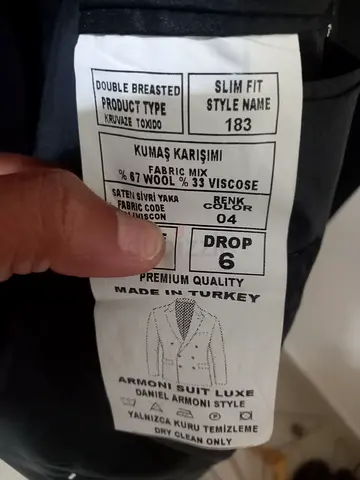 DOUBLE BREASTED
PRODUCT TYPE
KRUVAZE TOXIDO
SLIM FIT
STYLE NAME
183
KUMAŞ KARIŞIMI
FABRIC MIX
% 67 WOOL % 33 VISCOSE
SATEN SİVRİ YAKA
FABRIC CODE
VISCON
RENK
COLOR
04
DROP
6
PREMIUM QUALITY
MADE IN TURKEY
ARMONI SUIT LUXE
DANIEL ARMONI STYLE
YALNIZCA KURU TEMİZLEME
DRY CLEAN ONLY